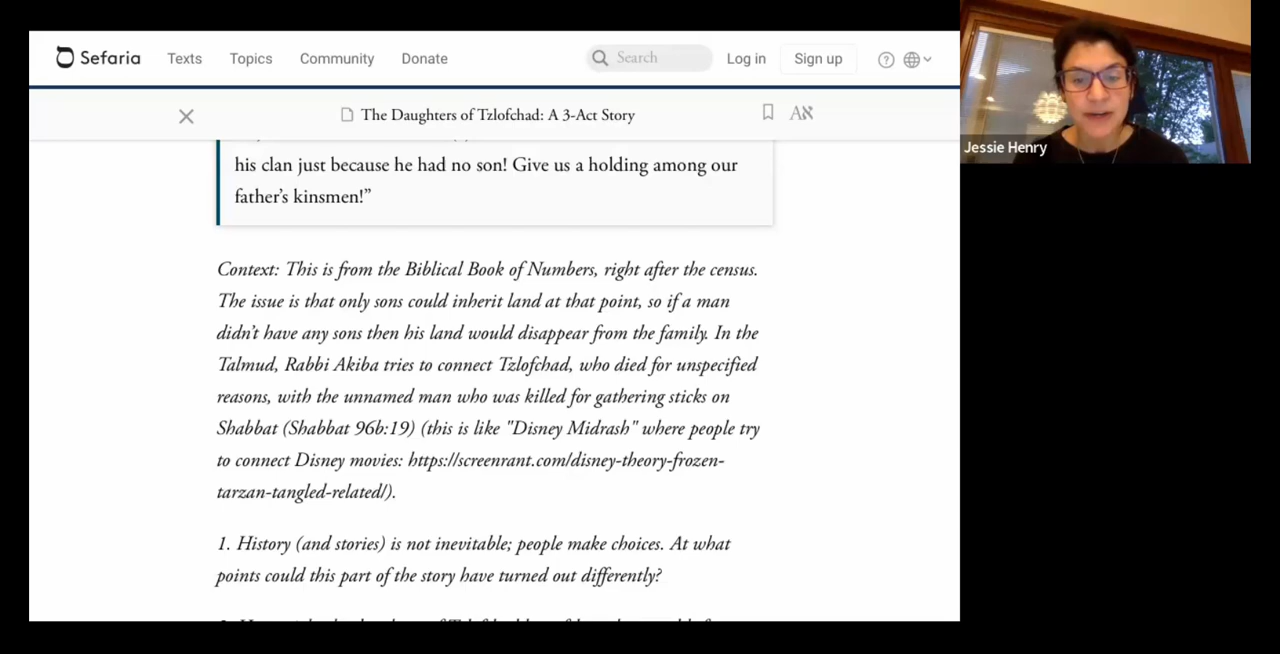 Sefaria Texts Topics Community Donate Search Log in Sign up
The Daughters of Tzlofchad: A 3-Act Story Aא
his clan just because he had no son! Give us a holding among our
father's kinsmen!”
Context: This is from the Biblical Book of Numbers, right after the census.
The issue is that only sons could inherit land at that point, so if a man
didn't have any sons then his land would disappear from the family. In the
Talmud, Rabbi Akiba tries to connect Tzlofchad, who died for unspecified
reasons, with the unnamed man who was killed for gathering sticks on
Shabbat (Shabbat 96b:19) (this is like "Disney Midrash" where people try
to connect Disney movies: https://screenrant.com/disney-theory-frozen-
tarzan-tangled-related/).
1. History (and stories) is not inevitable; people make choices. At what
points could this part of the story have turned out differently?
Jessie Henry